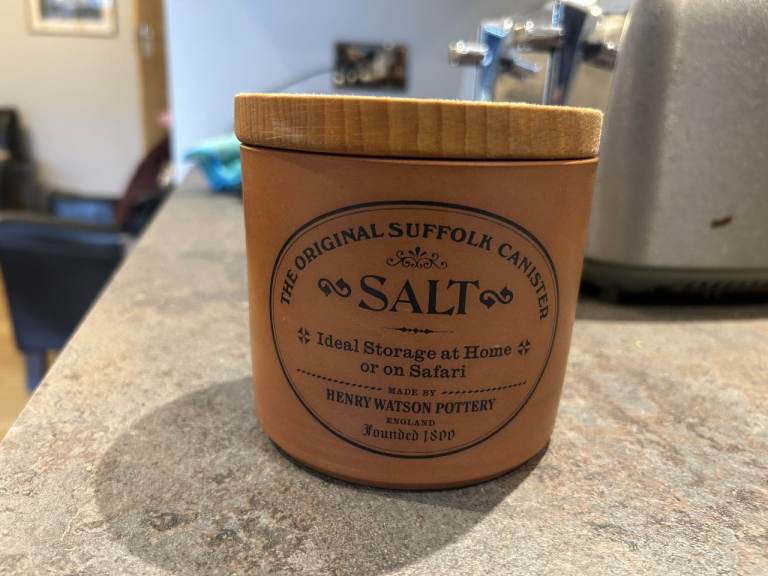 THE ORIGINAL SUFFOLK CANISTER
SALT
Ideal Storage at Home
or on Safari
MADE BY
HENRY WATSON POTTERY
ENGLAND
Founded 1800